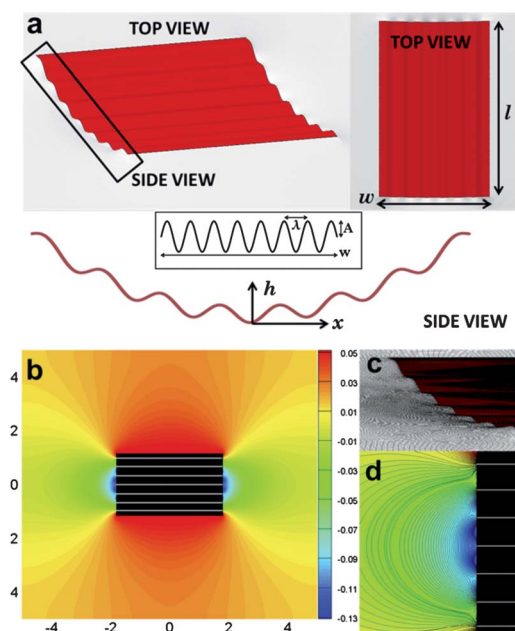 a
TOP VIEW
SIDE VIEW
TOP VIEW
l
w
λ
A
w
h
x
SIDE VIEW
b
4
2
0
2
4
-4
-2
0
2
4
0.05
0.03
0.01
-0.01
-0.03
-0.05
-0.07
-0.09
-0.11
-0.13
c
d